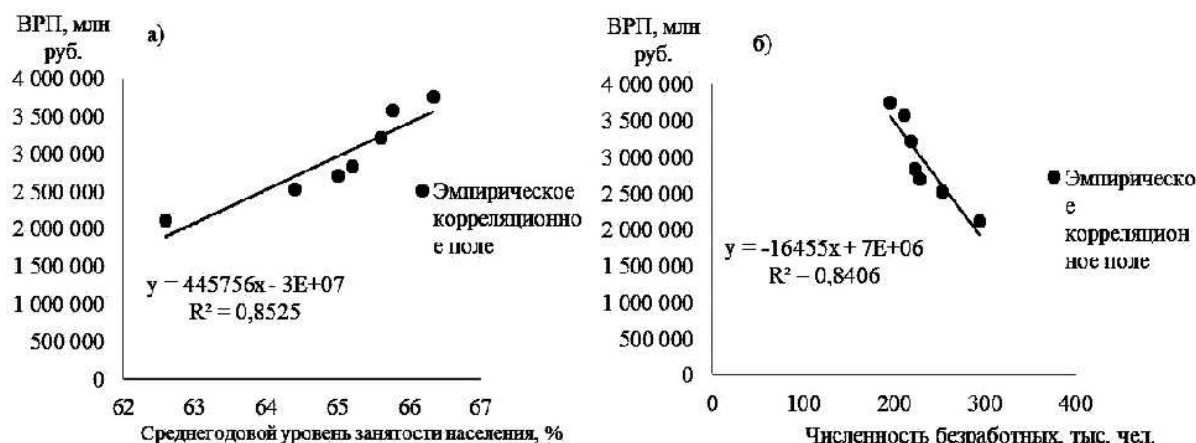 ВРП, млн
руб.
а)
4 000 000
3 500 000
3 000 000
2 500 000
2 000 000
1 500 000
1 000 000
500 000
0
62
63
64
65
66
67
Среднегодовой уровень занятости населения, %
y = 445756x - 3E+07
R² = 0,8525
Эмпирическое
корреляционно
е поле
ВРП, млн
руб.
б)
4 000 000
3 500 000
3 000 000
2 500 000
2 000 000
1 500 000
1 000 000
500 000
0
0
100
200
300
400
Численность безработных, тыс. чел.
y = -16455x + 7E+06
R² = 0,8406
Эмпирическо
е
корреляцион
ное поле